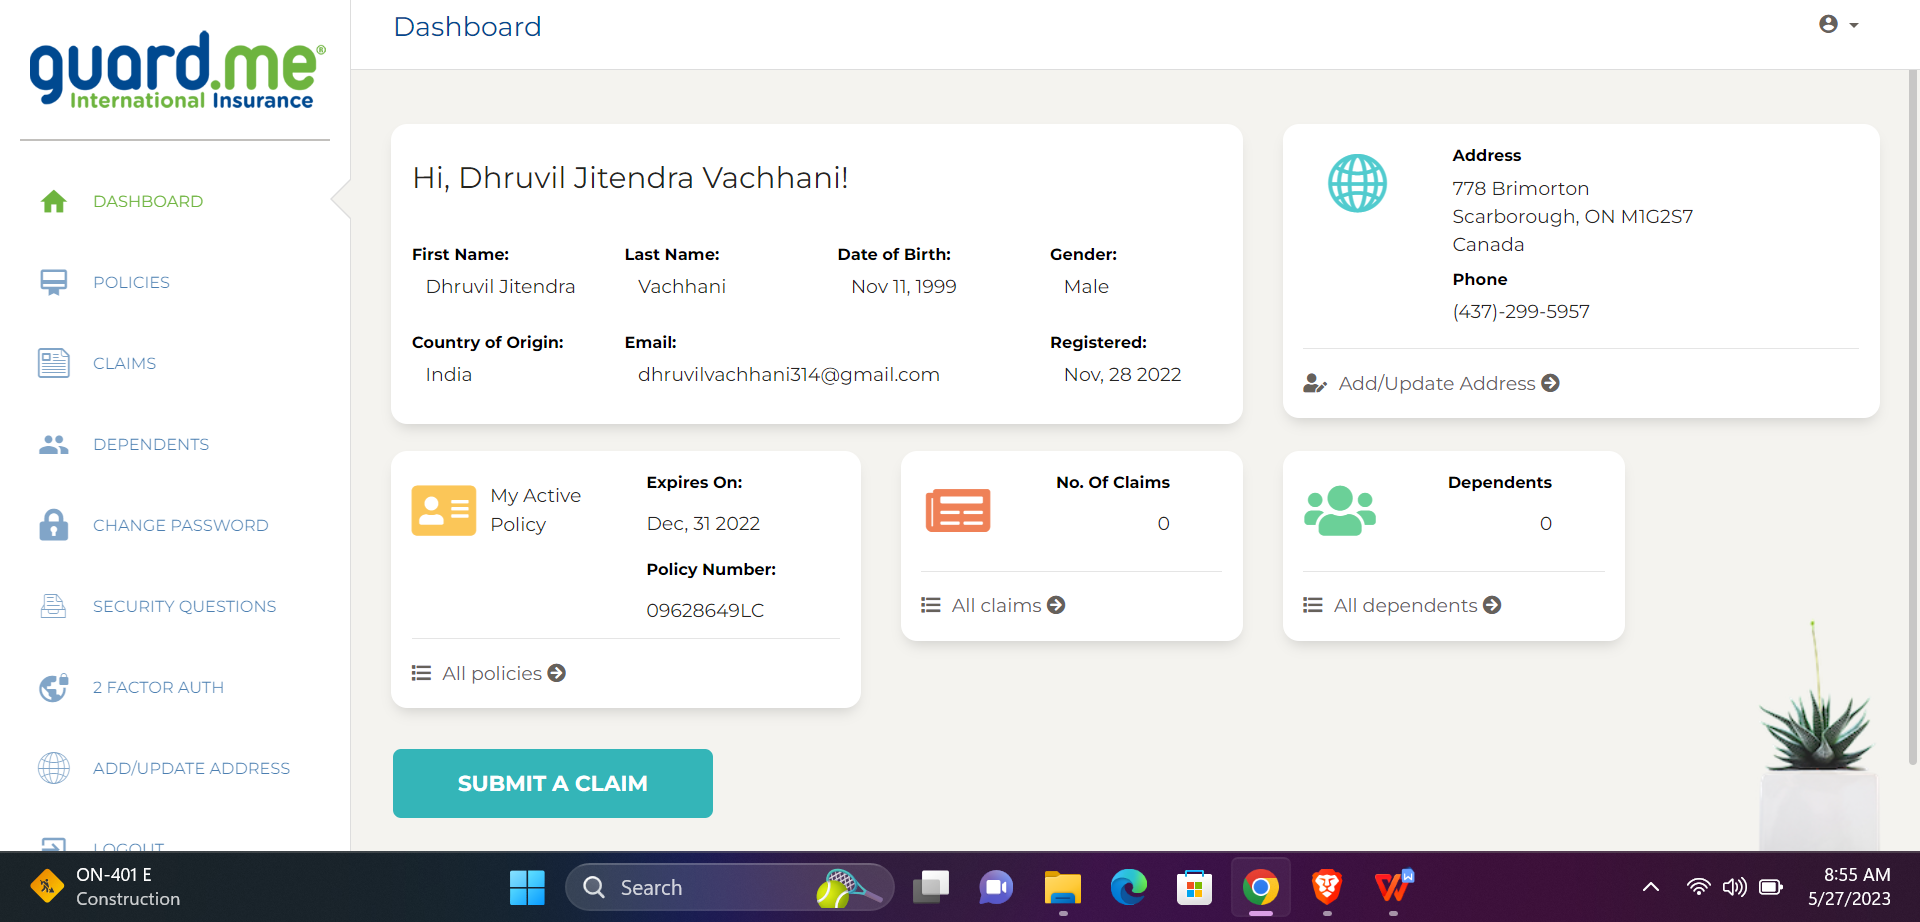 guard.me®
International Insurance
DASHBOARD
POLICIES
CLAIMS
DEPENDENTS
CHANGE PASSWORD
SECURITY QUESTIONS
2 FACTOR AUTH
ADD/UPDATE ADDRESS
LOGOUT
Dashboard
Hi, Dhruvil Jitendra Vachhani!
First Name: Last Name: Date of Birth: Gender:
Dhruvil Jitendra Vachhani Nov 11, 1999 Male
Country of Origin: Email: Registered:
India dhruvilvachhani314@gmail.com Nov, 28 2022
Address
778 Brimorton
Scarborough, ON M1G2S7
Canada
Phone
(437)-299-5957
Add/Update Address
My Active
Policy
Expires On:
Dec, 31 2022
Policy Number:
09628649LC
All policies
No. Of Claims
0
All claims
Dependents
0
All dependents
SUBMIT A CLAIM
ON-401 E
Construction
Search
W
8:55 AM
5/27/2023